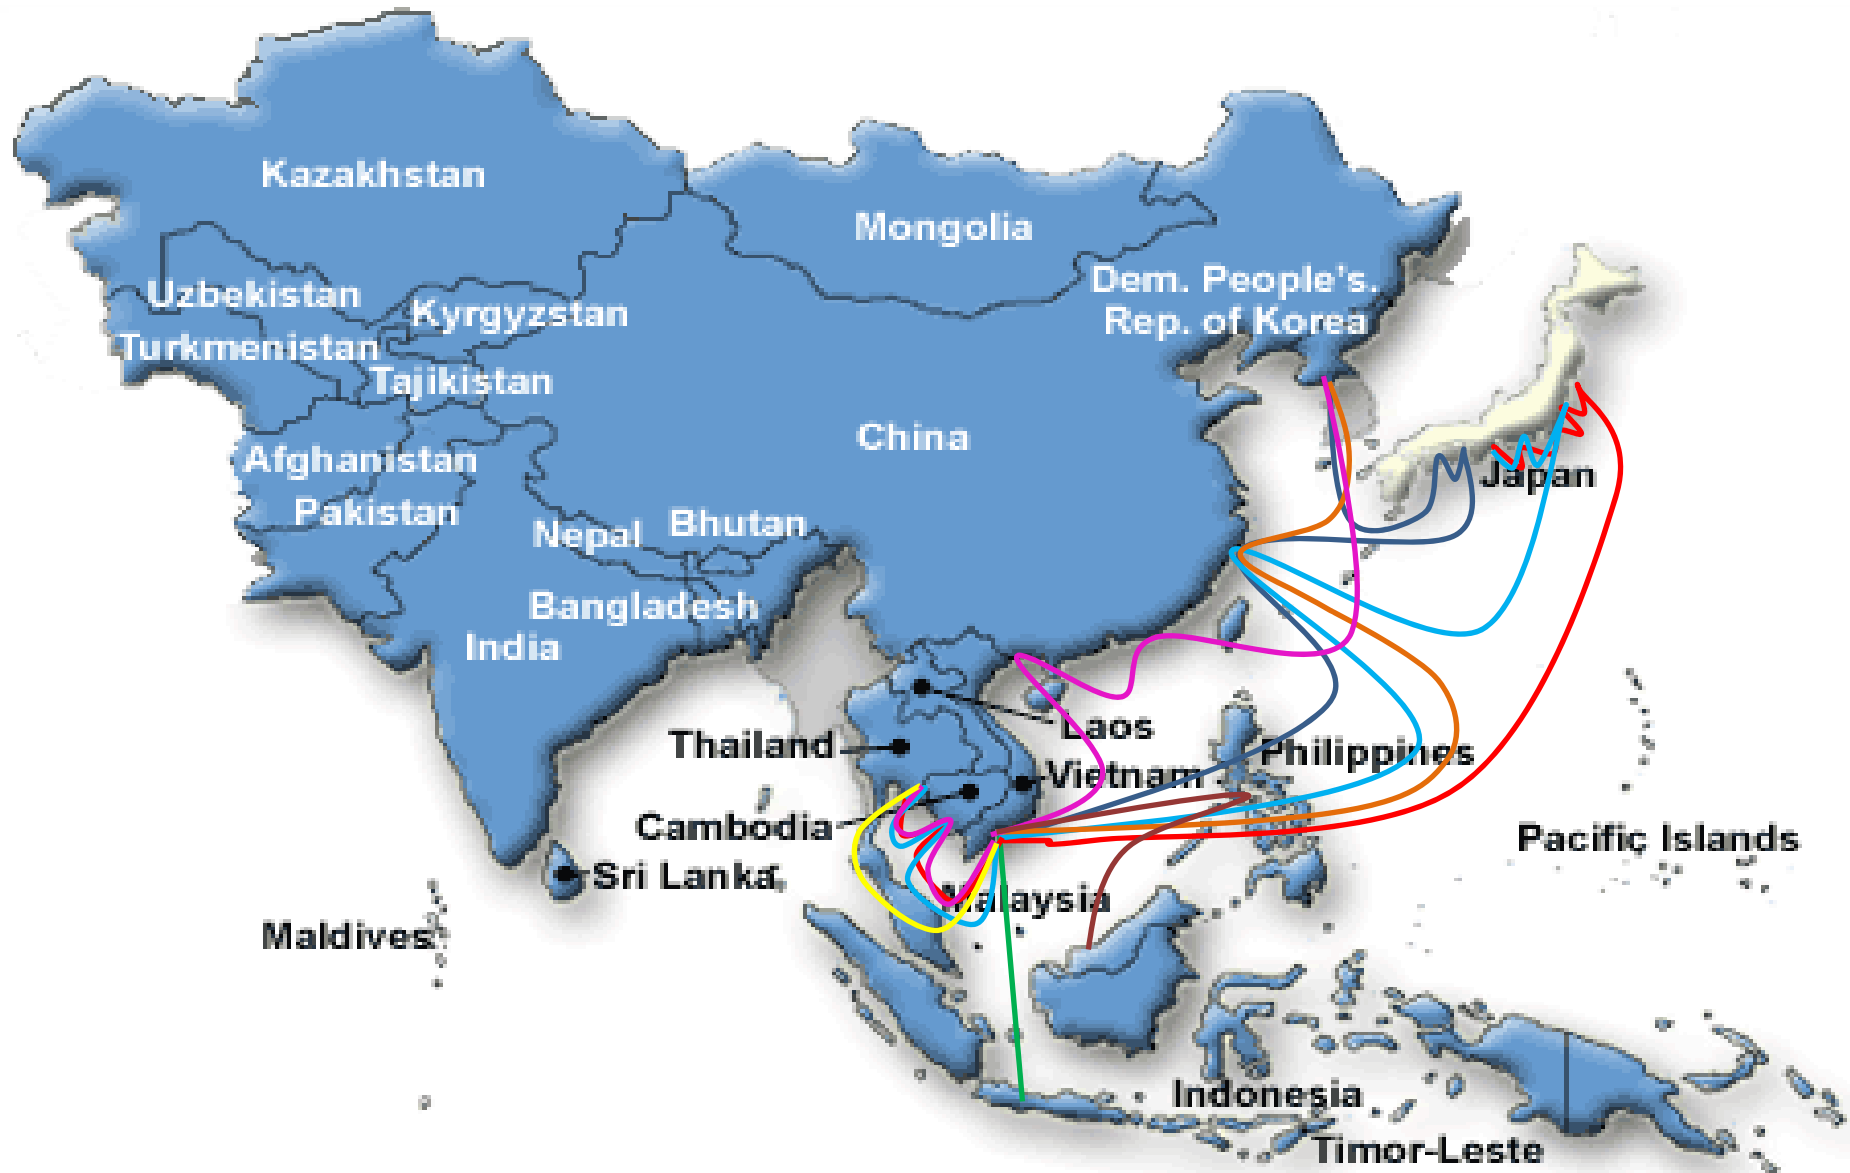 Kazakhstan
Mongolia
Dem. People's.
Rep. of Korea
Uzbekistan
Kyrgyzstan
Turkmenistan
Tajikistan
China
Afghanistan
Japan
Pakistan
Nepal
Bhutan
Bangladesh
India
Laos
Thailand
Philippines
Vietnam
Cambodia
Pacific Islands
Sri Lanka
Malaysia
Maldives
Indonesia
Timor-Leste